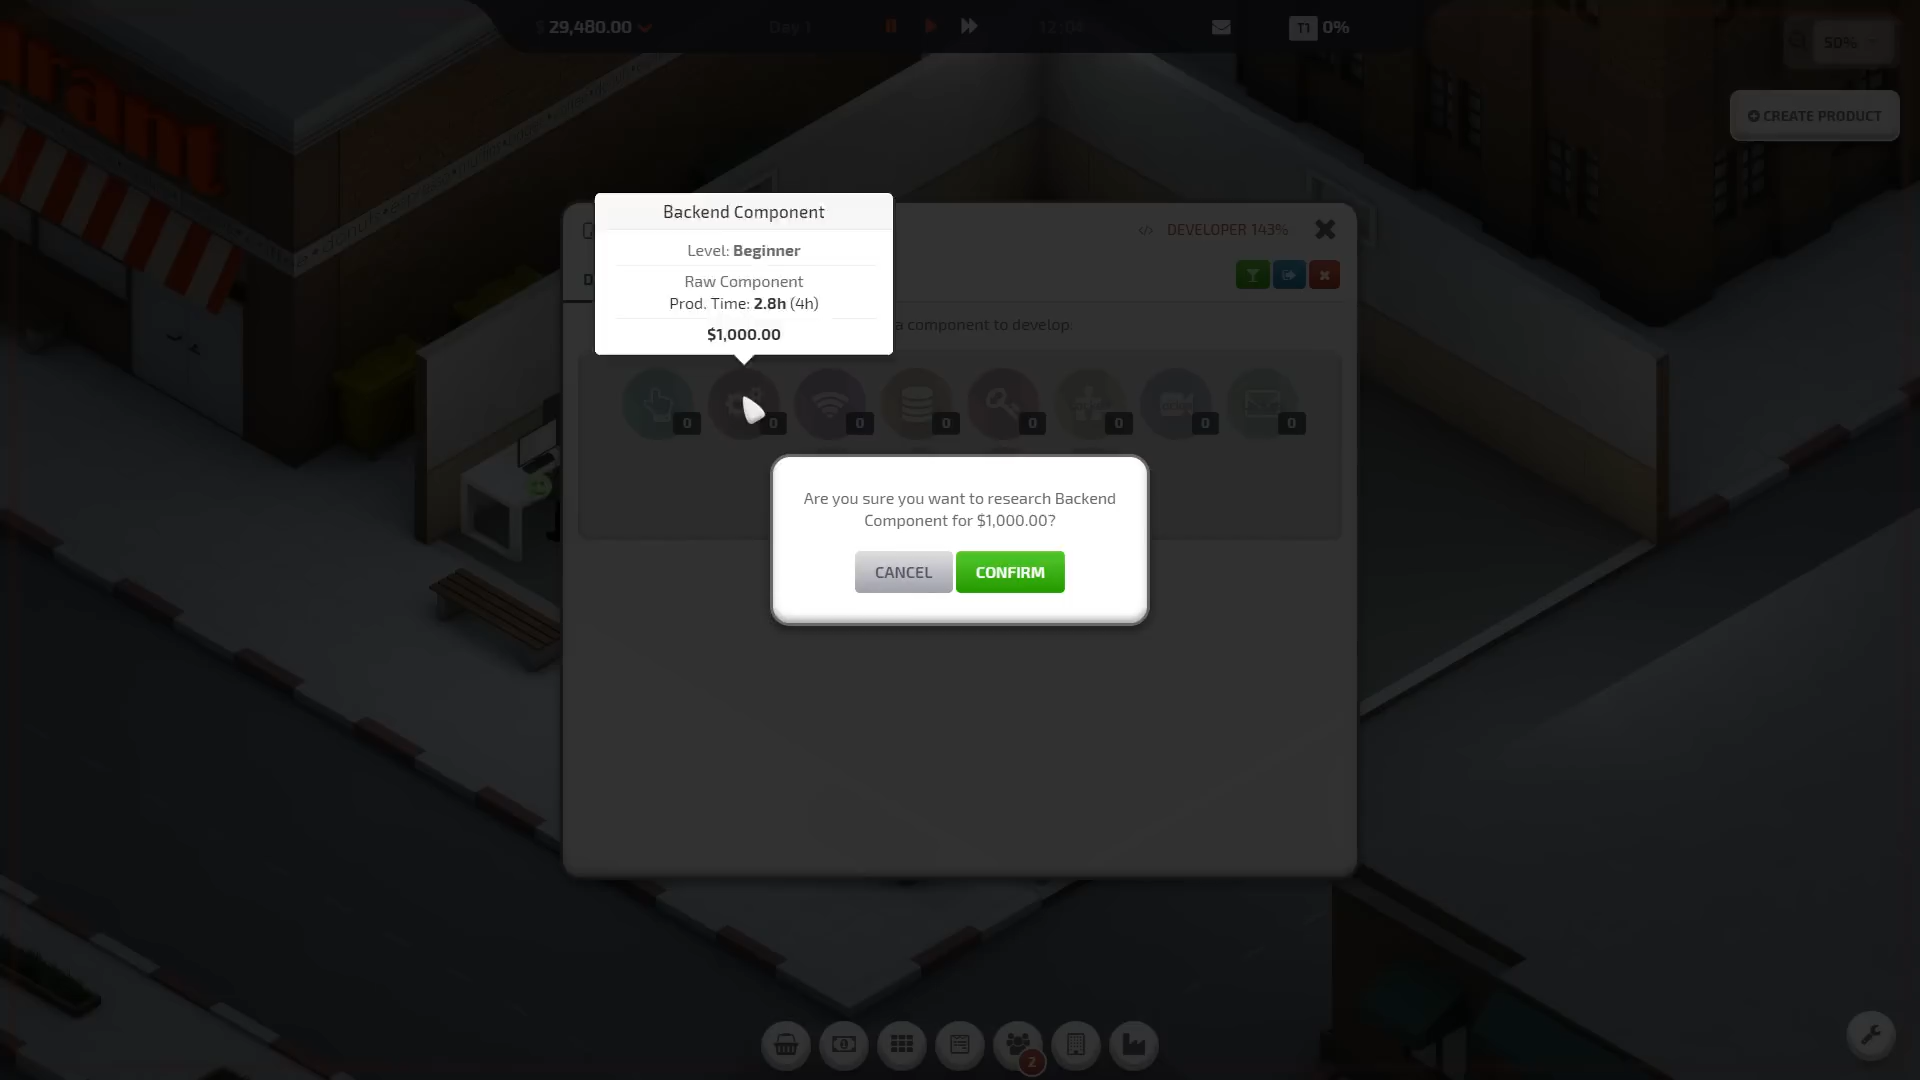 $ 29,480.00
Day 1
12:04
T1 0%
50%
CREATE PRODUCT
Backend Component
Level: Beginner
Raw Component
Prod. Time: 2.8h (4h)
$1,000.00
</> DEVELOPER 143%
a component to develop:
0 0 0 0 0 0 0 0
Are you sure you want to research Backend
Component for $1,000.00?
CANCEL CONFIRM
2